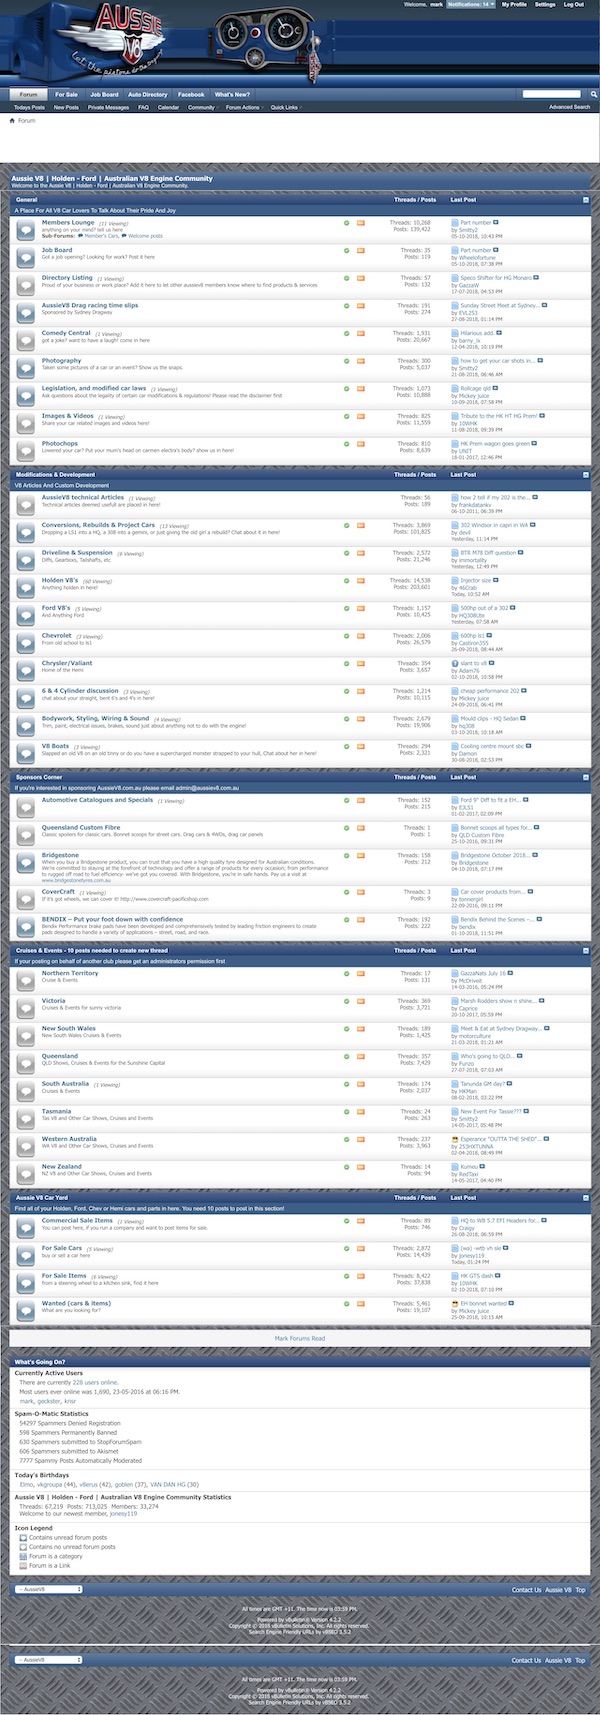 Welcome, mark Notifications: 14 My Profile Settings Log Out
AUSSIE
V8
Let the pistons do the
Forum For Sale Job Board Auto Directory Facebook What's New?
Todays Posts New Posts Private Messages FAQ Calendar Community Forum Actions Quick Links Advanced Search
Forum
Aussie V8 | Holden - Ford | Australian V8 Engine Community
Welcome to the Aussie V8 | Holden - Ford | Australian V8 Engine Community.
General Threads / Posts Last Post
A Place For All V8 Car Lovers To Talk About Their Pride And Joy
Members Lounge (11 Viewing) Threads: 10,268 Part number
anything on your mind? tell us here Posts: 139,422 by Smitty2
Sub-Forums: Member's Cars, Welcome posts 05-10-2018, 10:43 PM
Job Board Threads: 35 Part number
Got a job opening? Looking for work? Post it here Posts: 119 by Wheelsofortune
05-10-2018, 07:38 PM
Directory Listing (1 Viewing) Threads: 57 Speco Shifter for HG Monaro
Proud of your business or work place? Add it here to let other aussiev8 members know where to find products & services Posts: 132 by GazzaW
17-07-2018, 04:53 PM
AussieV8 Drag racing time slips Threads: 191 Sunday Street Meet at Sydney...
Sponsored by Sydney Dragway Posts: 274 by EVL253
27-08-2018, 01:14 PM
Comedy Central (1 Viewing) Threads: 1,931 Hilarious add.
got a joke? want to have a laugh! come in here Posts: 20,667 by barny_lx
12-04-2018, 10:19 PM
Photography Threads: 300 how to get your car shots in...
Taken some pictures of a car or an event? Show us the snaps. Posts: 5,037 by Smitty2
21-08-2018, 06:46 AM
Legislation, and modified car laws (3 Viewing) Threads: 1,073 Rollcage qld
Ask questions about the legality of certain car modifications & regulations! Please read the disclaimer first Posts: 10,888 by Mickey juice
10-09-2018, 07:58 PM
Images & Videos (1 Viewing) Threads: 825 Tribute to the HK HT HG Prem!
Share your car related images and videos here! Posts: 11,559 by 10WHK
11-08-2018, 09:39 PM
Photochops Threads: 810 HK Prem wagon goes green
Lowered your car? Put your mum's head on carmen electra's body? show us in here! Posts: 8,639 by UNIT
18-01-2017, 12:46 PM
Modifications & Development Threads / Posts Last Post
V8 Articles And Custom Development
AussieV8 technical Articles (1 Viewing) Threads: 56 how 2 tell if my 202 is the...
Technical articles deemed usefull are placed in here! Posts: 189 by frankdatankv
06-10-2011, 06:39 PM
Conversions, Rebuilds & Project Cars (13 Viewing) Threads: 3,869 302 Windsor in capri in WA
Dropping a LS1 into a HQ, a 308 into a gemini, or just giving the old girl a rebuild? Chat about it in here! Posts: 101,825 by devil
Yesterday, 11:14 PM
Driveline & Suspension (6 Viewing) Threads: 2,572 BTR M78 Diff question
Diffs, Gearboxs, Tailshafts, etc Posts: 21,246 by immortality
Yesterday, 12:49 PM
Holden V8's (60 Viewing) Threads: 14,538 Injector size
Anything holden in here! Posts: 203,601 by 46Crab
Today, 10:52 AM
Ford V8's (5 Viewing) Threads: 1,157 500hp out of a 302
And Anything Ford Posts: 10,425 by HQ308Ute
Yesterday, 07:58 AM
Chevrolet (3 Viewing) Threads: 2,006 600hp ls1
From old school to ls1 Posts: 26,579 by Castiron355
26-09-2018, 08:44 AM
Chrysler/Valiant Threads: 354 slant to v8
Home of the Hemi Posts: 3,657 by Adam76
02-10-2018, 10:58 PM
6 & 4 Cylinder discussion (3 Viewing) Threads: 1,214 cheap performance 202
chat about your straight, bent 6's and 4's in here! Posts: 10,115 by Mickey juice
24-09-2018, 06:41 PM
Bodywork, Styling, Wiring & Sound (4 Viewing) Threads: 2,679 Mould clips - HQ Sedan
Trim, paint, electrical issues, brakes, sound just about anything not to do with the engine! Posts: 19,906 by hq308
03-10-2018, 10:18 AM
V8 Boats (3 Viewing) Threads: 294 Cooling centre mount sbc
Slapped an old V8 on an old tinny or do you have a supercharged monster strapped to your hull, Chat about her in here! Posts: 2,321 by Damon
30-08-2018, 02:53 PM
Sponsors Corner Threads / Posts Last Post
If you're interested in sponsoring AussieV8.com.au please email admin@aussiev8.com.au
Automotive Catalogues and Specials (1 Viewing) Threads: 152 Ford 9" Diff to fit a EH...
Posts: 215 by EJLS1
01-02-2018, 02:09 PM
Queensland Custom Fibre Threads: 1 Bonnet scoops all types for...
Classic spoilers for classic cars. Bonnet scoops for street cars. Drag cars & 4WDs, drag car panels Posts: 1 by QLD Custom Fibre
25-10-2016, 09:31 PM
Bridgestone Threads: 158 Bridgestone October 2018...
When you buy a Bridgestone product, you can trust that you have a high quality tyre designed for Australian conditions. Posts: 212 by Bridgestone
We're committed to staying at the forefront of technology and offer a range of products for every occasion; from performance 04-10-2018, 07:17 PM
to rugged off road to fuel efficiency- we've got you covered. With Bridgestone, you're in safe hands. Pay us a visit at
www.bridgestonetyres.com.au
CoverCraft (1 Viewing) Threads: 3 Car cover products from...
If it's got wheels, we can cover it! http://www.covercraft-pacificshop.com Posts: 9 by tonnergirl
22-09-2016, 09:11 PM
BENDIX – Put your foot down with confidence Threads: 192 Bendix Behind the Scenes –...
Bendix Performance brake pads have been developed and comprehensively tested by leading friction engineers to create Posts: 222 by bendix
pads designed to handle a variety of applications – street, road, and race. 01-10-2018, 11:51 PM
Cruises & Events - 10 posts needed to create new thread Threads / Posts Last Post
If your posting on behalf of another club please get an administrators permission first
Northern Territory Threads: 17 GazzaNats July 16
Cruise & Events Posts: 131 by McDriveit
14-03-2016, 05:24 PM
Victoria Threads: 369 Marsh Rodders show n shine...
Cruises & Events for sunny victoria Posts: 3,721 by Caprice
20-10-2017, 05:59 PM
New South Wales Threads: 189 Meet & Eat at Sydney Dragway...
New South Wales Cruises & Events Posts: 1,425 by motorculture
21-03-2018, 01:21 AM
Queensland Threads: 357 Who's going to QLD...
QLD Shows, Cruises & Events for the Sunshine Capital Posts: 7,429 by Funzo
27-07-2018, 07:03 AM
South Australia (1 Viewing) Threads: 174 Tanunda GM day?
Cruises & Events Posts: 2,037 by HKMan
08-02-2018, 03:22 PM
Tasmania Threads: 24 New Event For Tassie???
Tas V8 and Other Car Shows, Cruises and Events Posts: 263 by Smitty2
14-05-2017, 05:48 PM
Western Australia Threads: 237 Esperance "OUTTA THE SHED"...
WA V8 and Other Car Shows, Cruises and Events Posts: 3,963 by 253HXTUNNA
02-04-2018, 08:49 PM
New Zealand Threads: 14 Kumeu
NZ V8 and Other Car Shows, Cruises and Events Posts: 94 by RedTaxi
14-05-2017, 04:40 PM
Aussie V8 Car Yard Threads / Posts Last Post
Find all of your Holden, Ford, Chev or Hemi cars and parts in here. You need 10 posts to post in this section!
Commercial Sale Items (1 Viewing) Threads: 89 HQ to WB 5.7 EFI Headers for...
You can post here, if you run a company and want to post items for sale. Posts: 746 by Craigy
26-08-2018, 06:59 PM
For Sale Cars (5 Viewing) Threads: 2,872 (wa) -wtb vh sle
buy or sell a car here Posts: 14,439 by jonesy119
Today, 01:24 PM
For Sale Items (6 Viewing) Threads: 8,422 HK GTS dash
from a steering wheel to a kitchen sink, find it here Posts: 37,838 by 10WHK
02-10-2018, 07:10 PM
Wanted (cars & items) Threads: 5,461 EH bonnet wanted
What are you looking for? Posts: 19,107 by Mickey juice
25-09-2018, 10:15 AM
Mark Forums Read
What's Going On?
Currently Active Users
There are currently 228 users online.
Most users ever online was 1,690, 23-05-2016 at 06:16 PM.
mark, geckster, krisr
Spam-O-Matic Statistics
54297 Spammers Denied Registration
598 Spammers Permanently Banned
630 Spammers submitted to StopForumSpam
606 Spammers submitted to Akismet
7777 Spammy Posts Automatically Moderated
Today's Birthdays
Elmo, vkgroupa (44), v8erus (42), goblen (37), VAN DAN HG (30)
Aussie V8 | Holden - Ford | Australian V8 Engine Community Statistics
Threads: 67,219 Posts: 713,025 Members: 33,274
Welcome to our newest member, jonesy119
Icon Legend
Contains unread forum posts
Contains no unread forum posts
Forum is a category
Forum is a Link
-- AussieV8 Contact Us Aussie V8 Top
All times are GMT +11. The time now is 03:59 PM.
Powered by vBulletin® Version 4.2.2
Copyright © 2018 vBulletin Solutions, Inc. All rights reserved.
Search Engine Friendly URLs by vBSEO 3.5.2
-- AussieV8 Contact Us Aussie V8 Top
All times are GMT +11. The time now is 03:59 PM.
Powered by vBulletin® Version 4.2.2
Copyright © 2018 vBulletin Solutions, Inc. All rights reserved.
Search Engine Friendly URLs by vBSEO 3.5.2